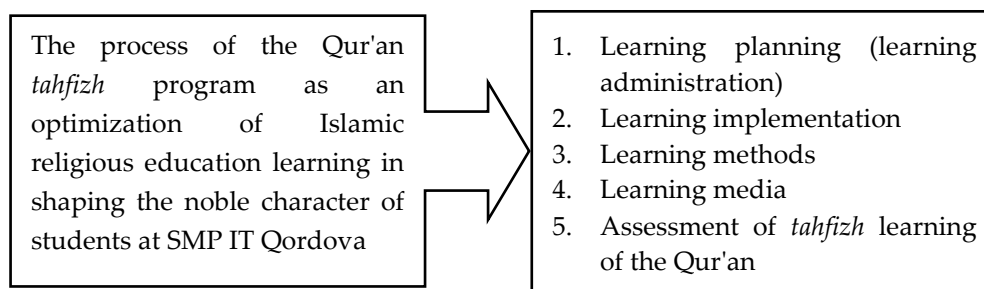 The process of the Qur'an
tahfizh program as an
optimization of Islamic
religious education learning in
shaping the noble character of
students at SMP IT Qordova
1. Learning planning (learning
administration)
2. Learning implementation
3. Learning methods
4. Learning media
5. Assessment of tahfizh learning
of the Qur'an